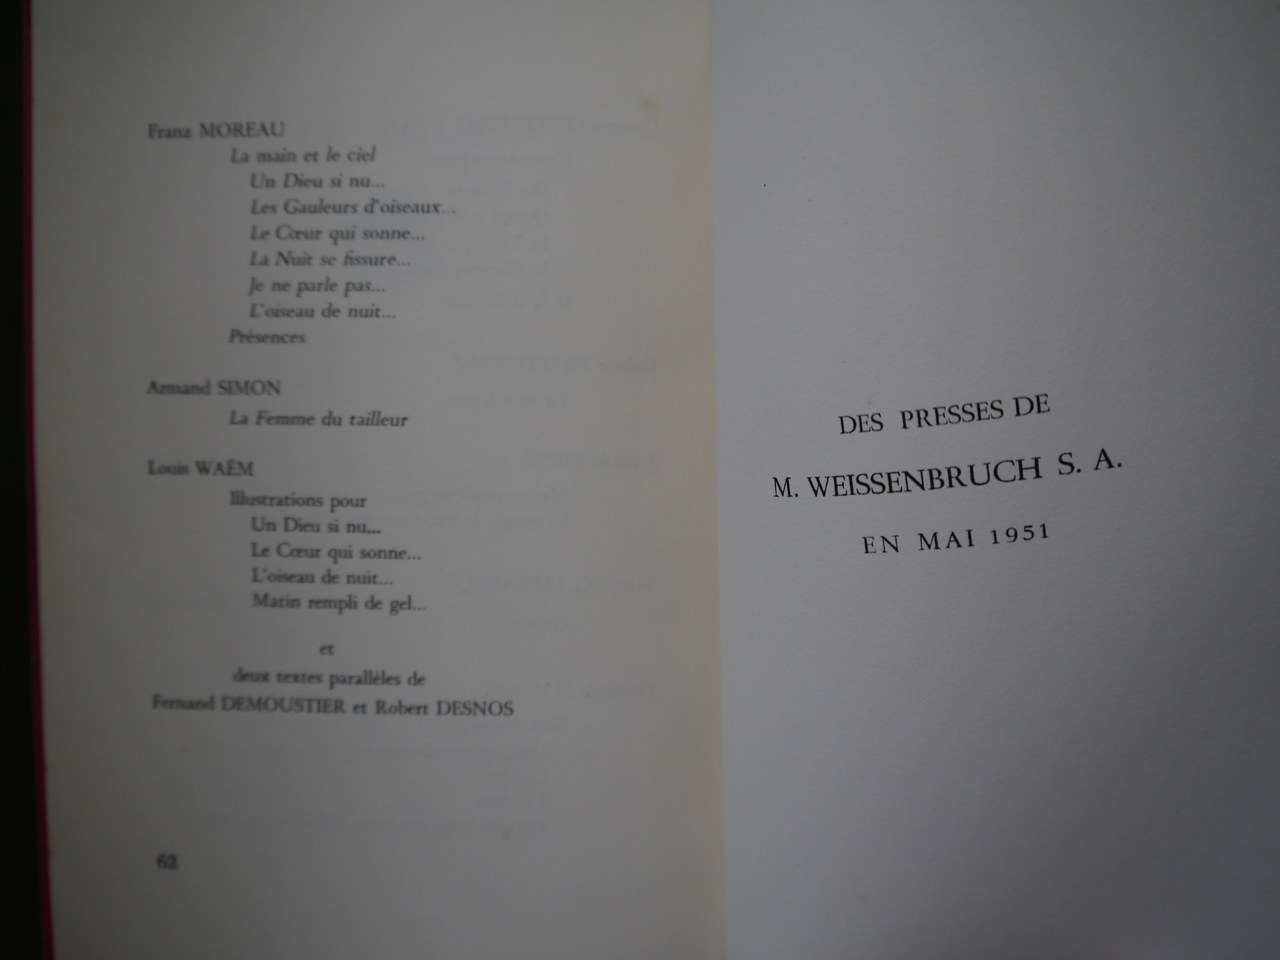 Franz MOREAU
La main et le ciel
Un Dieu si nu...
Les Gauleurs d'oiseaux...
Le Cœur qui sonne...
La Nuit se fissure...
Je ne parle pas...
L'oiseau de nuit...
Présences
Armand SIMON
La Femme du tailleur
Louis WAËM
Illustrations pour
Un Dieu si nu...
Le Cœur qui sonne...
L'oiseau de nuit...
Matin rempli de gel...
et
deux textes parallèles de
Fernand DEMOUSTIER et Robert DESNOS
62
DES PRESSES DE
M. WEISSENBRUCH S. A.
EN MAI 1951